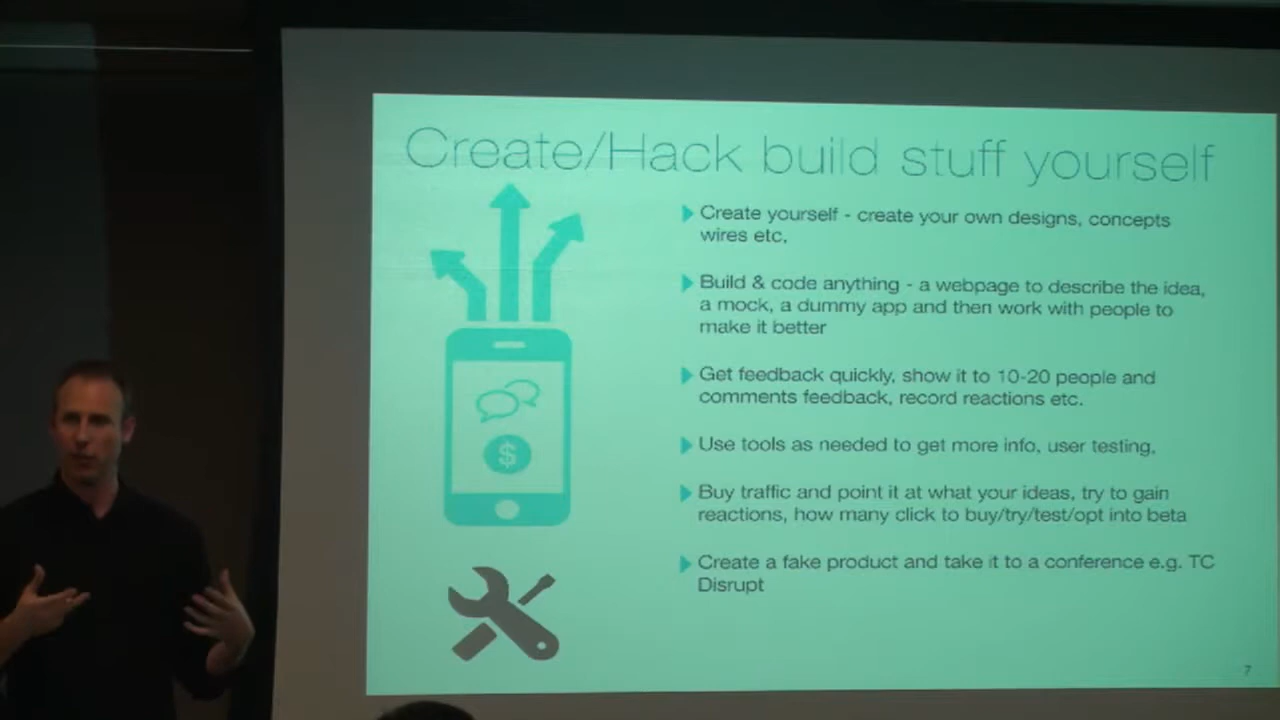 Create/Hack build stuff yourself
Create yourself - create your own designs, concepts
wires etc,
Build & code anything - a webpage to describe the idea,
a mock, a dummy app and then work with people to
make it better
Get feedback quickly, show it to 10-20 people and
comments feedback, record reactions etc.
$
Use tools as needed to get more info, user testing,
Buy traffic and point it at what your ideas, try to gain
reactions, how many click to buy/try/test/opt into beta
Create a fake product and take it to a conference e.g. TC
Disrupt
7